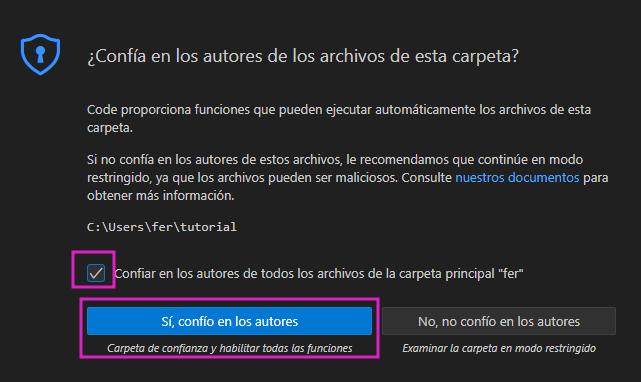 ¿Confía en los autores de los archivos de esta carpeta?
Code proporciona funciones que pueden ejecutar automáticamente los archivos de esta
carpeta.
Si no confía en los autores de estos archivos, le recomendamos que continúe en modo
restringido, ya que los archivos pueden ser maliciosos. Consulte nuestros documentos para
obtener más información.
C:\Users\fer\tutorial
Confiar en los autores de todos los archivos de la carpeta principal "fer"
Sí, confío en los autores
No, no confío en los autores
Carpeta de confianza y habilitar todas las funciones
Examinar la carpeta en modo restringido